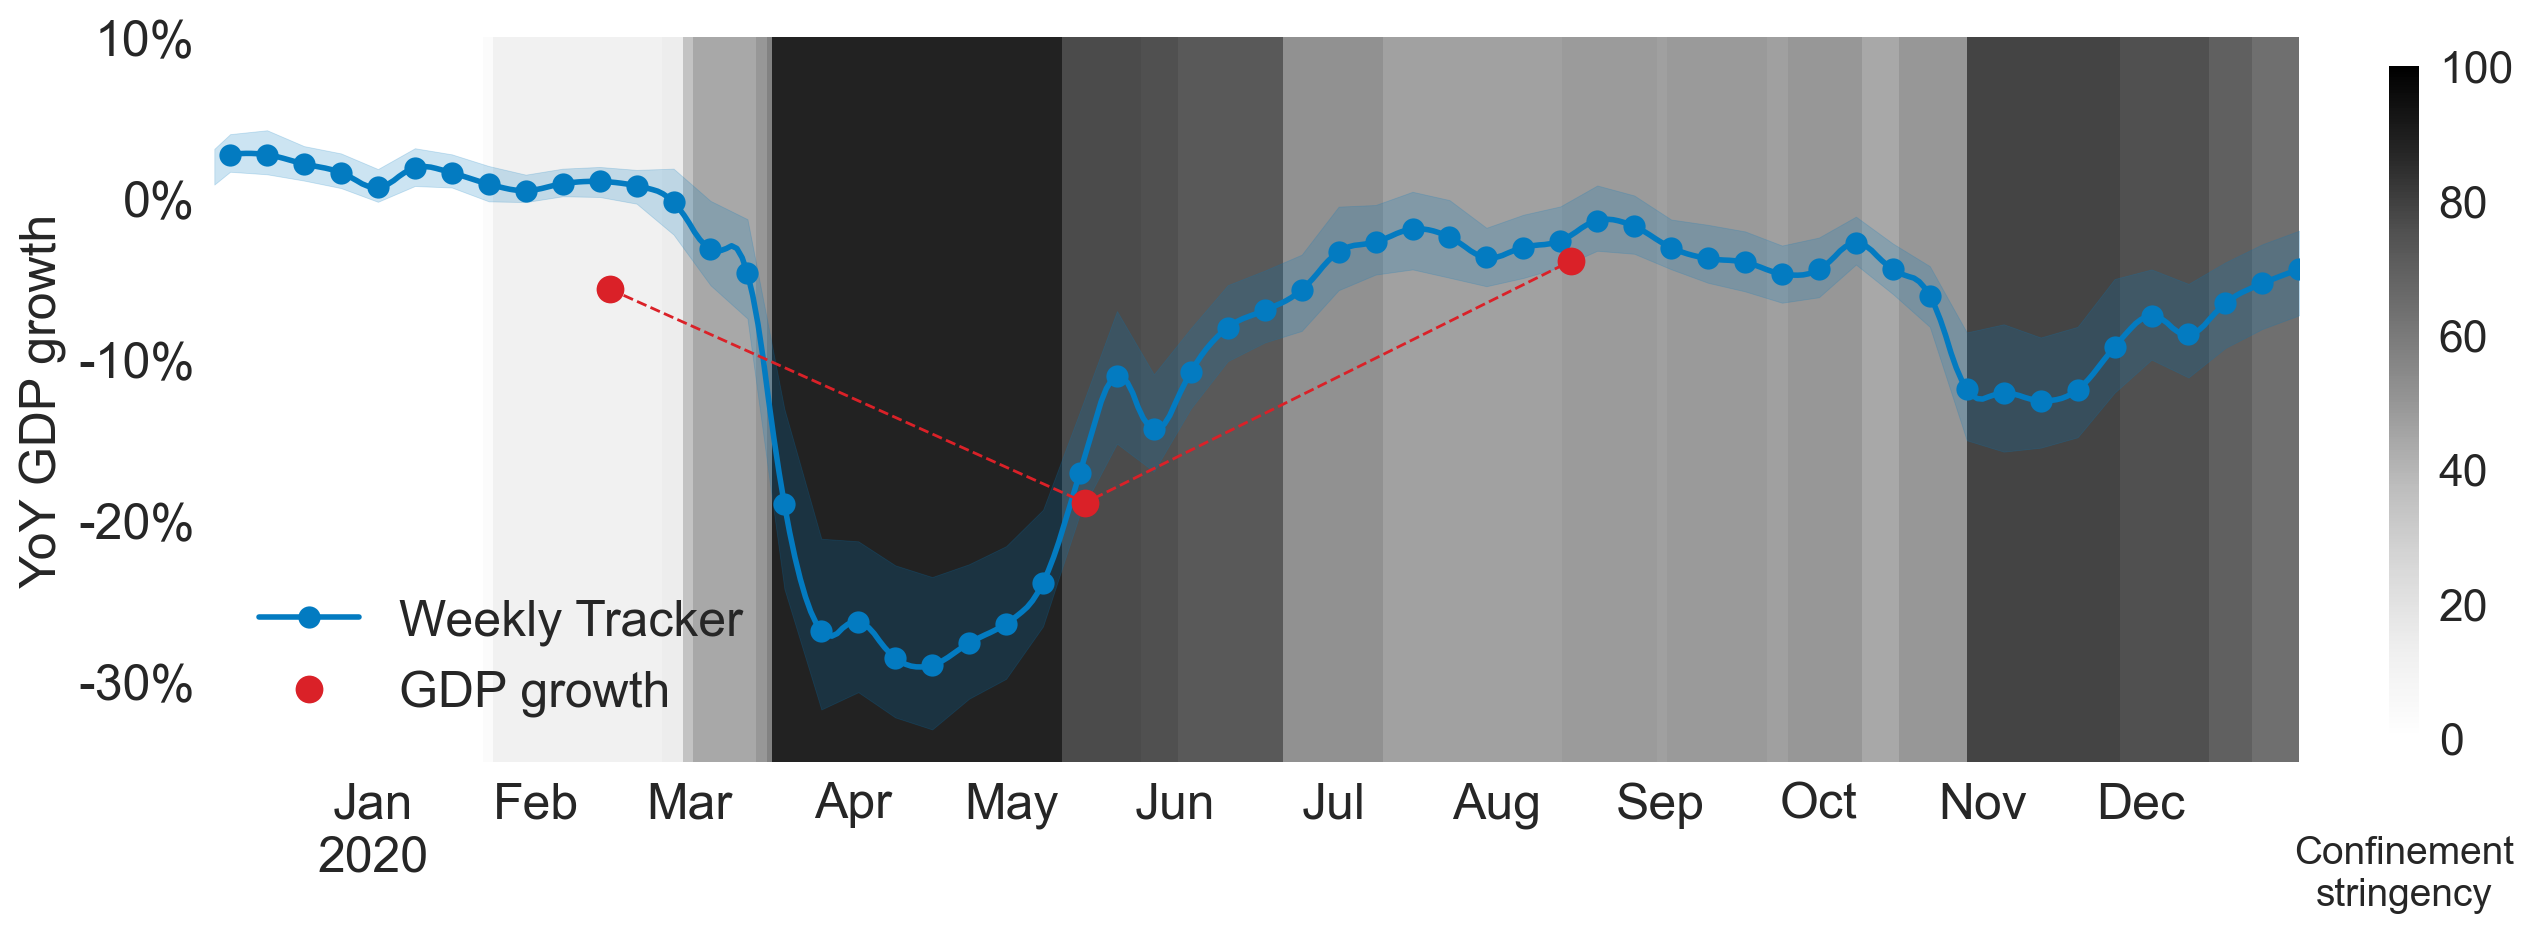 10%
0%
-10%
-20%
-30%
YoY GDP growth
Weekly Tracker
GDP growth
Jan Feb Mar Apr May Jun Jul Aug Sep Oct Nov Dec
2020
100
80
60
40
20
0
Confinement
stringency